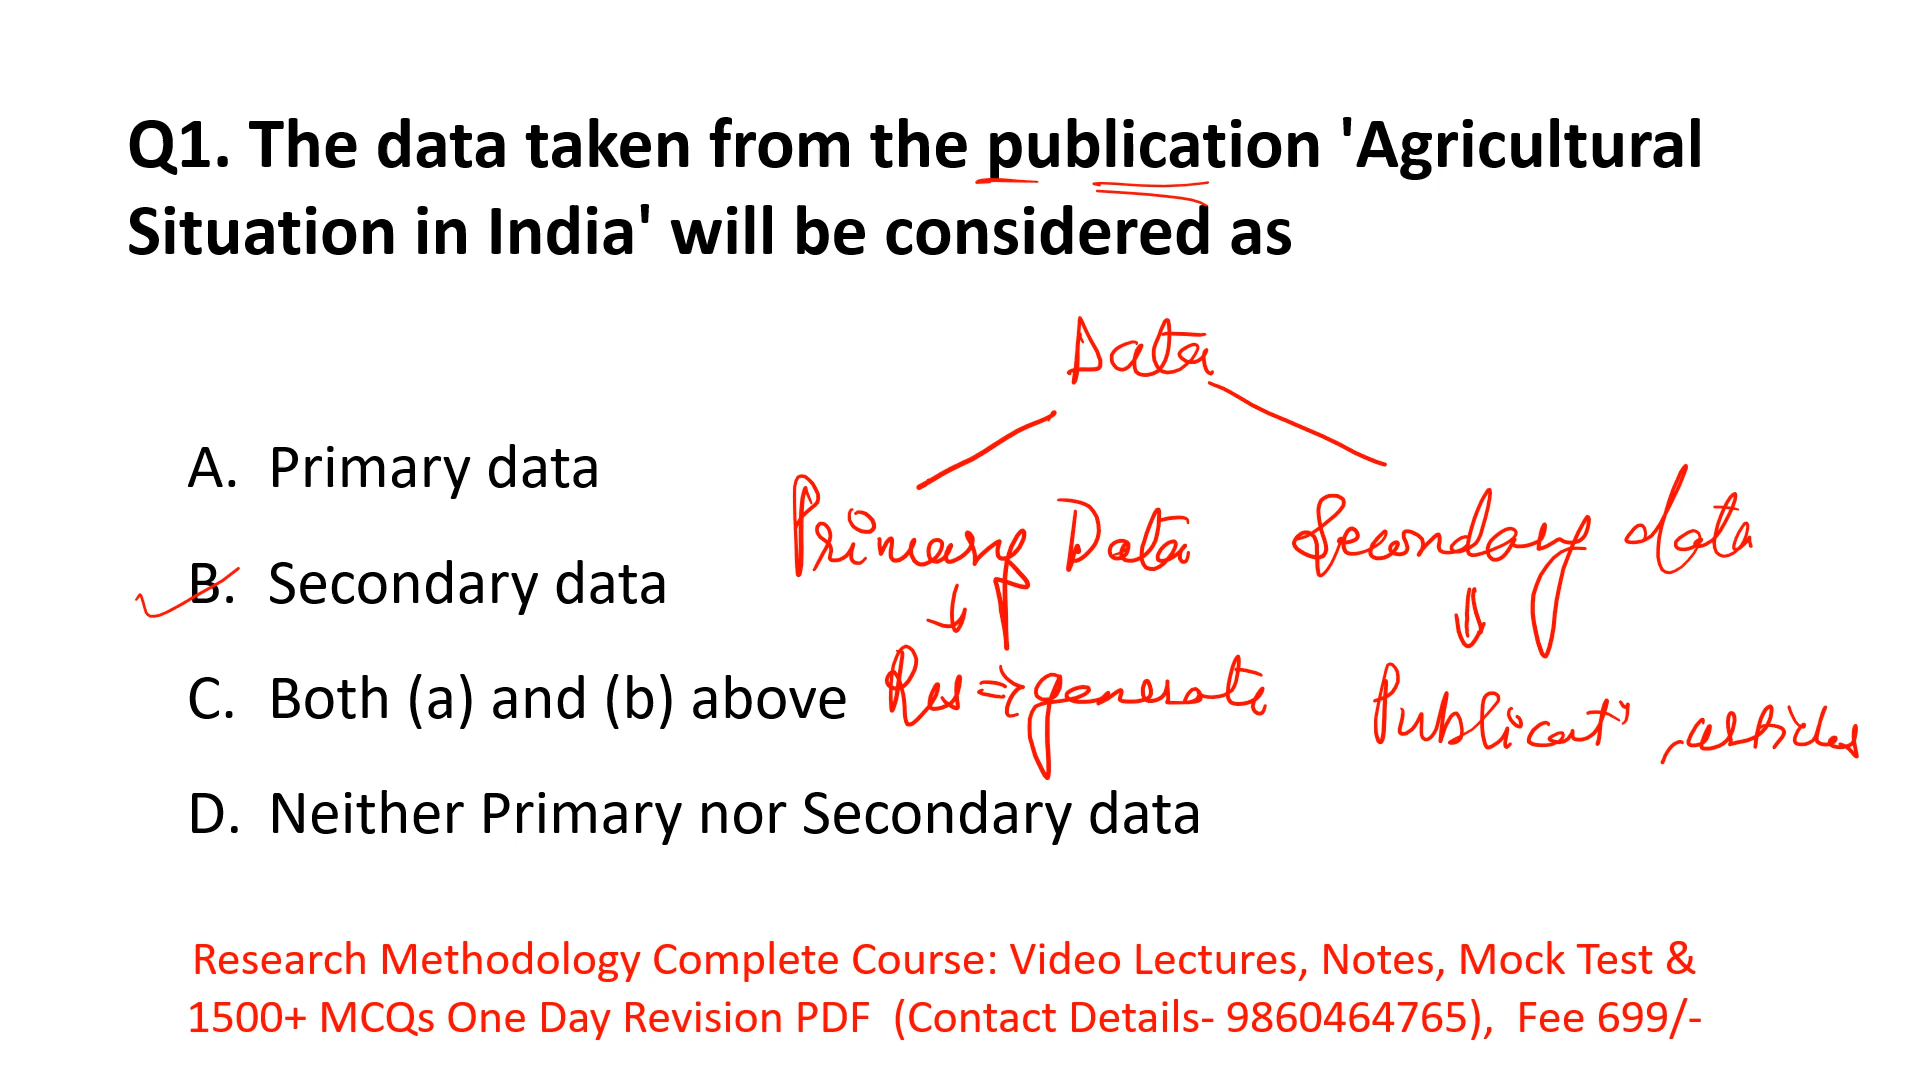 Q1. The data taken from the publication 'Agricultural
Situation in India' will be considered as
Data
A. Primary data
Primary Data
Secondary data
B. Secondary data
C. Both (a) and (b) above
Res ⇒ generate
Publicatⁿ, articles
D. Neither Primary nor Secondary data
Research Methodology Complete Course: Video Lectures, Notes, Mock Test &
1500+ MCQs One Day Revision PDF (Contact Details- 9860464765), Fee 699/-